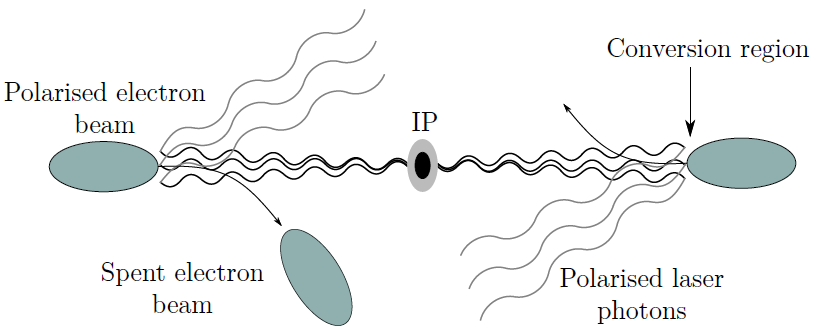 Conversion region
Polarised electron
beam
IP
Spent electron
beam
Polarised laser
photons